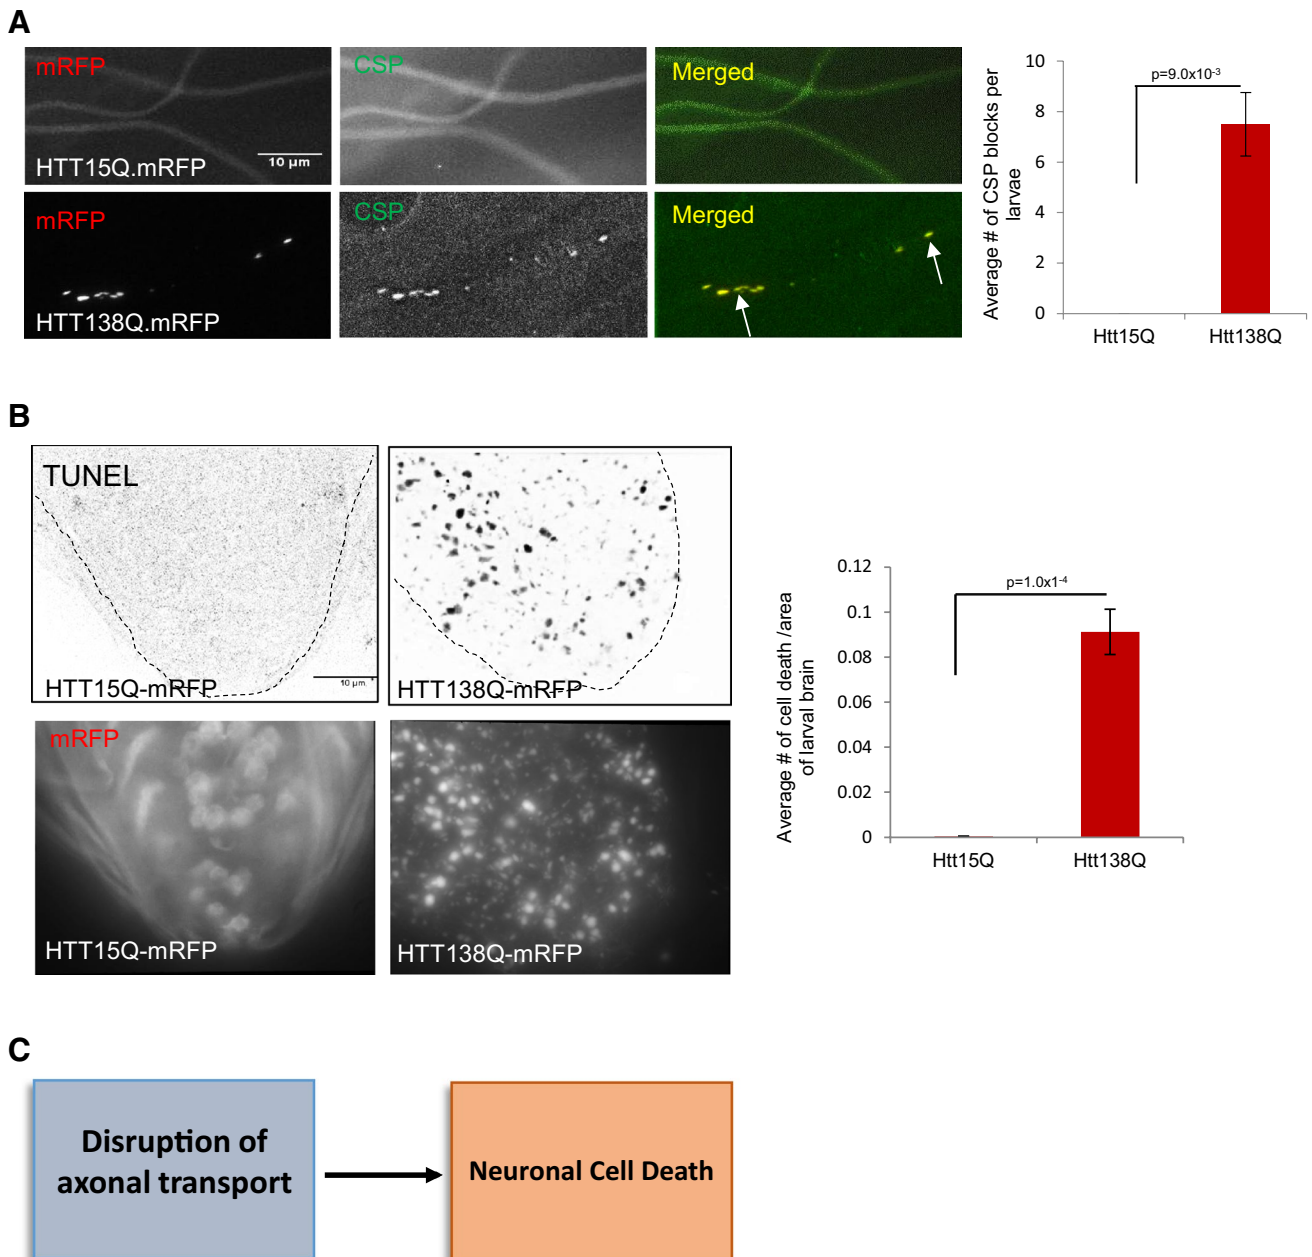 A
mRFP
HTT15Q.mRFP
10 μm
CSP
Merged
mRFP
HTT138Q.mRFP
CSP
Merged
Average # of CSP blocks per
larvae
10
8
6
4
2
0
p=9.0x10-3
Htt15Q
Htt138Q
B
TUNEL
HTT15Q-mRFP
10 μm
HTT138Q-mRFP
mRFP
HTT15Q-mRFP
HTT138Q-mRFP
Average # of cell death /area
of larval brain
0.12
0.1
0.08
0.06
0.04
0.02
0
p=1.0x1-4
Htt15Q
Htt138Q
C
Disruption of
axonal transport
Neuronal Cell Death